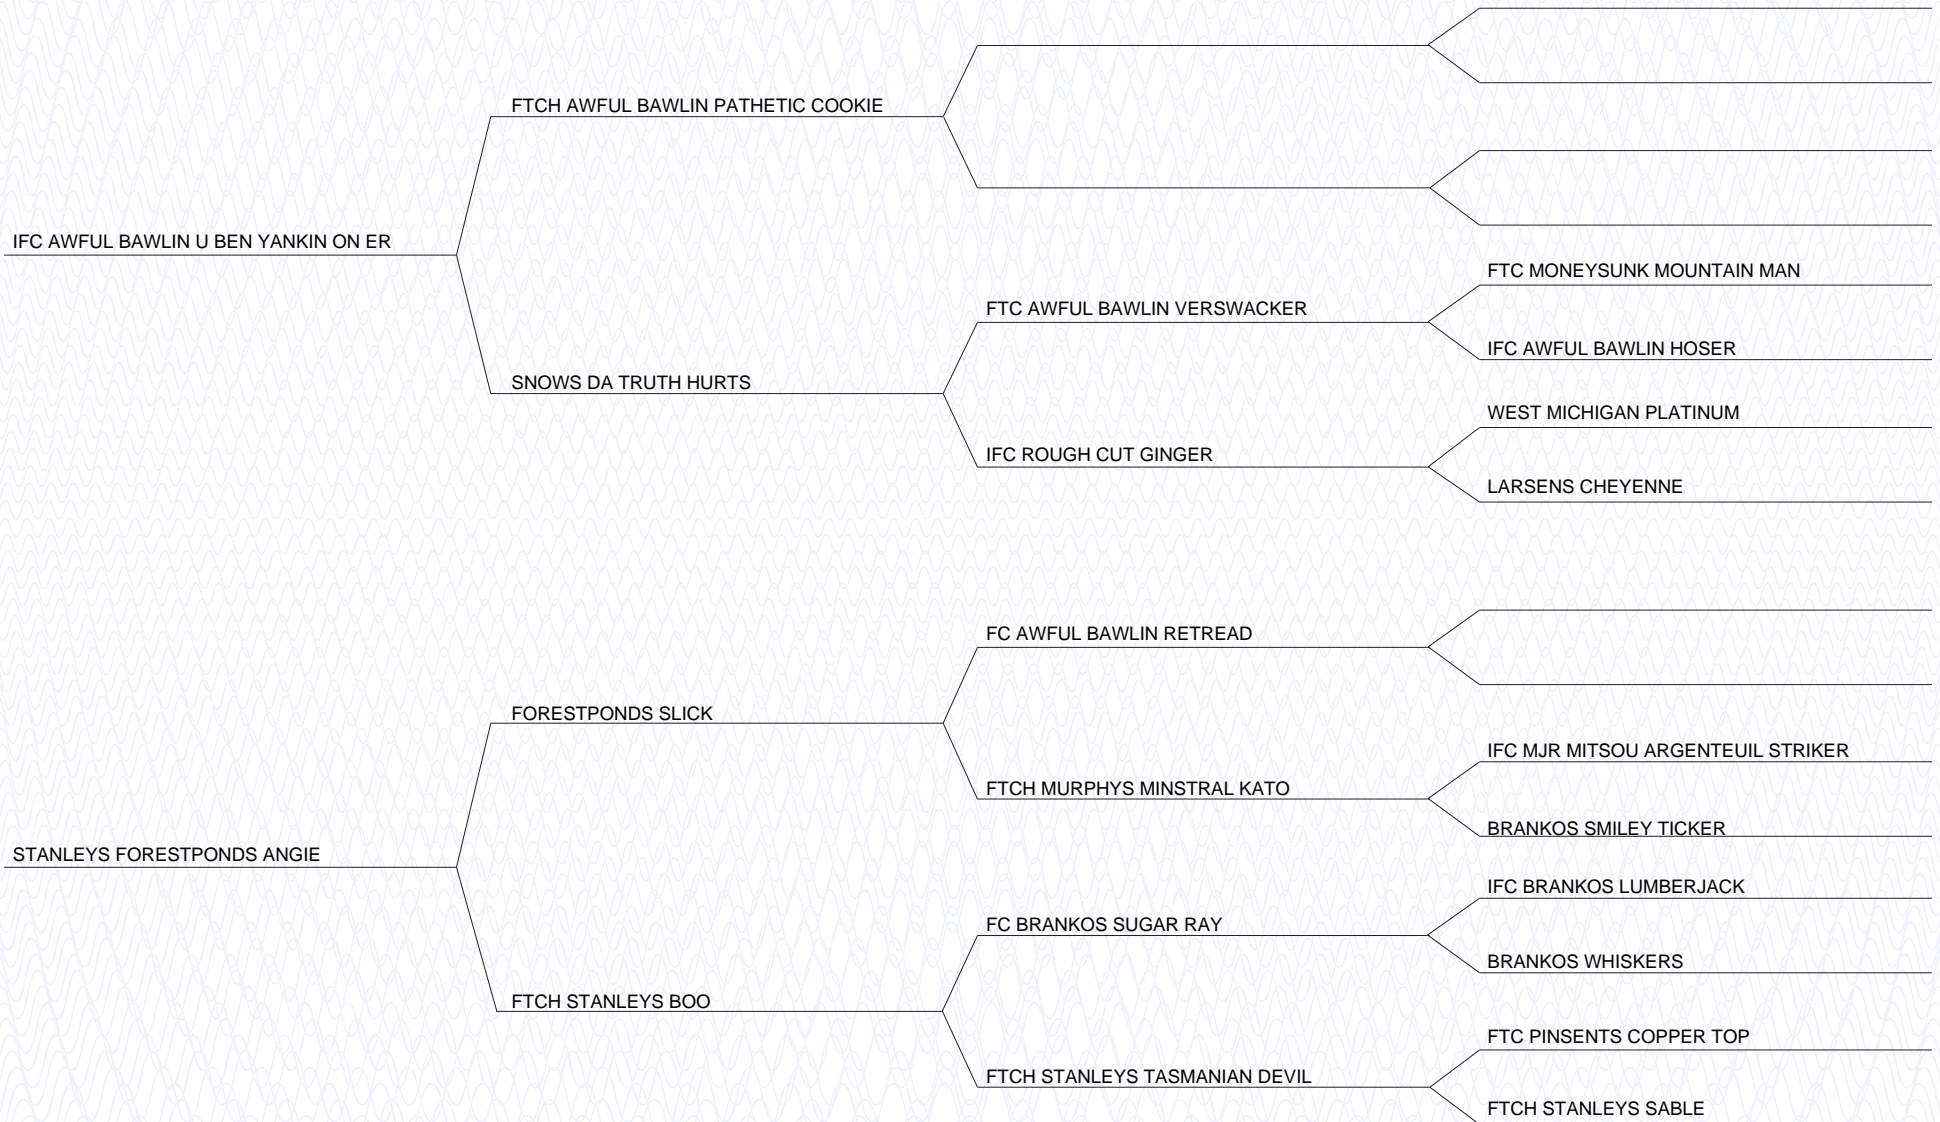 FTCH AWFUL BAWLIN PATHETIC COOKIE
IFC AWFUL BAWLIN U BEN YANKIN ON ER
FTC MONEYSUNK MOUNTAIN MAN
FTC AWFUL BAWLIN VERSWACKER
IFC AWFUL BAWLIN HOSER
SNOWS DA TRUTH HURTS
WEST MICHIGAN PLATINUM
IFC ROUGH CUT GINGER
LARSENS CHEYENNE
FC AWFUL BAWLIN RETREAD
FORESTPONDS SLICK
IFC MJR MITSOU ARGENTEUIL STRIKER
FTCH MURPHYS MINSTRAL KATO
BRANKOS SMILEY TICKER
STANLEYS FORESTPONDS ANGIE
IFC BRANKOS LUMBERJACK
FC BRANKOS SUGAR RAY
BRANKOS WHISKERS
FTCH STANLEYS BOO
FTC PINSENTS COPPER TOP
FTCH STANLEYS TASMANIAN DEVIL
FTCH STANLEYS SABLE